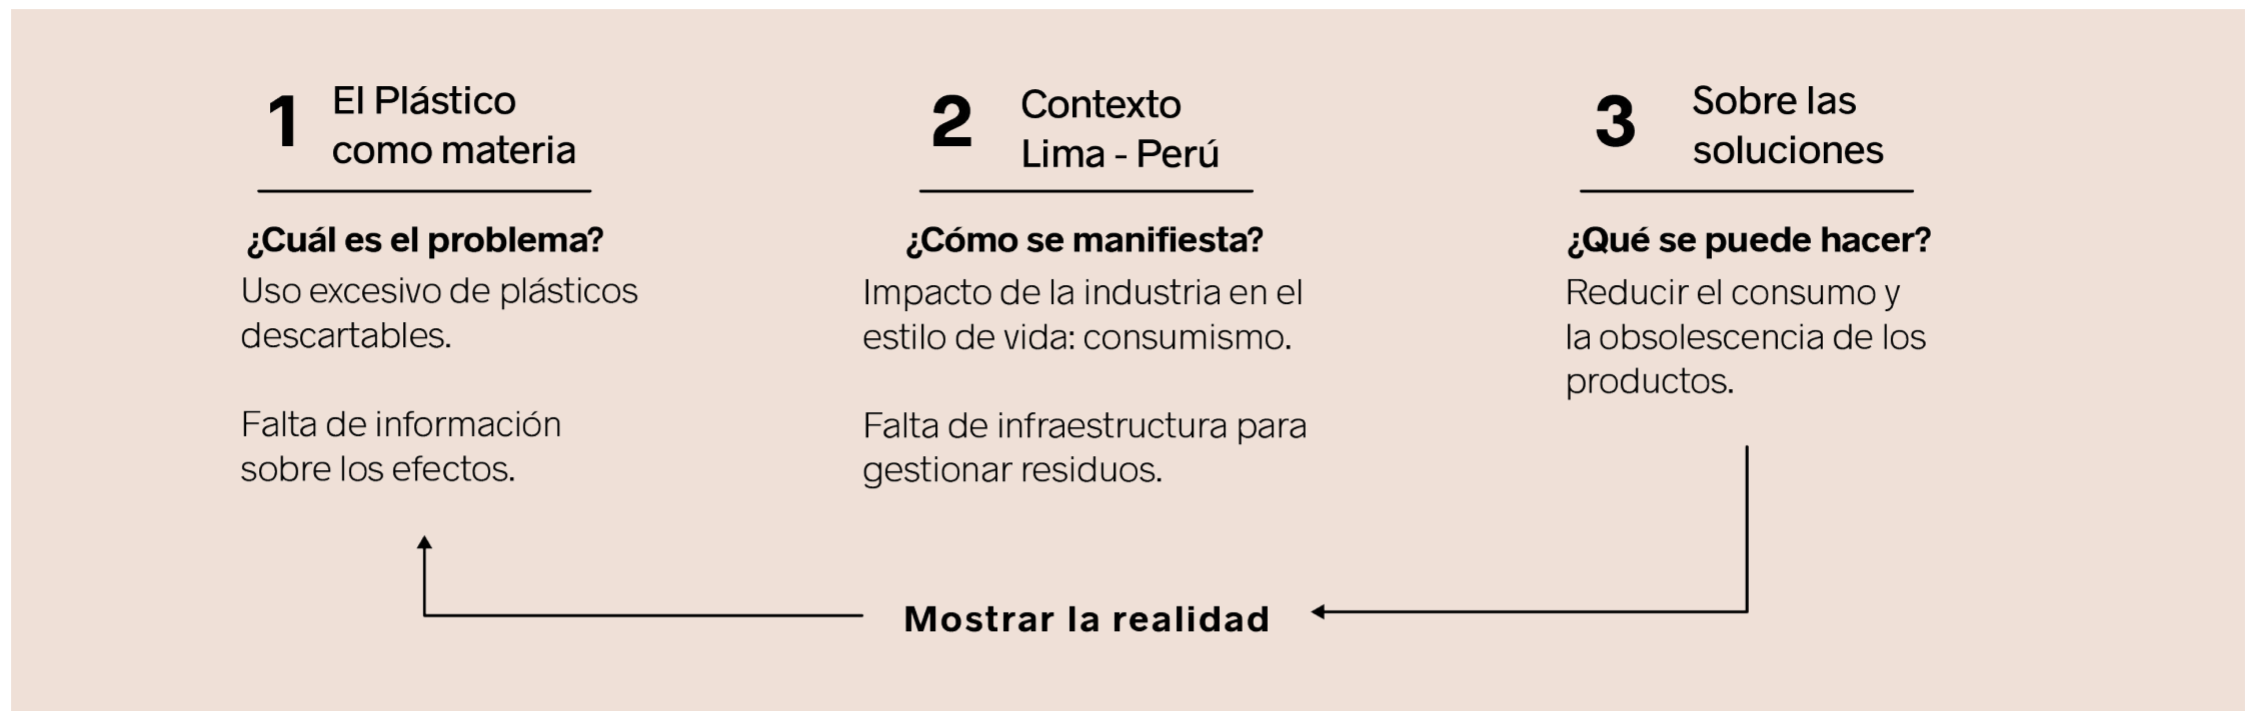 1
El Plástico
como materia
¿Cuál es el problema?
Uso excesivo de plásticos
descartables.
Falta de información
sobre los efectos.
2
Contexto
Lima - Perú
¿Cómo se manifiesta?
Impacto de la industria en el
estilo de vida: consumismo.
Falta de infraestructura para
gestionar residuos.
3
Sobre las
soluciones
¿Qué se puede hacer?
Reducir el consumo y
la obsolescencia de los
productos.
Mostrar la realidad